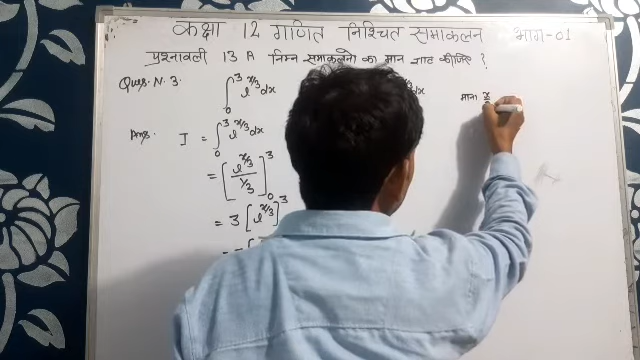 कक्षा 12 गणित निश्चित समाकलन भाग-01
प्रश्नावली 13 A निम्न समाकलनो का मान ज्ञात कीजिए ?
Ques. N. 3. ∫₀³ e^(x/3) dx
माना x
Ans. I = ∫₀³ e^(x/3) dx
= [e^(x/3) / 1/3]₀³
= 3 [e^(x/3)]³